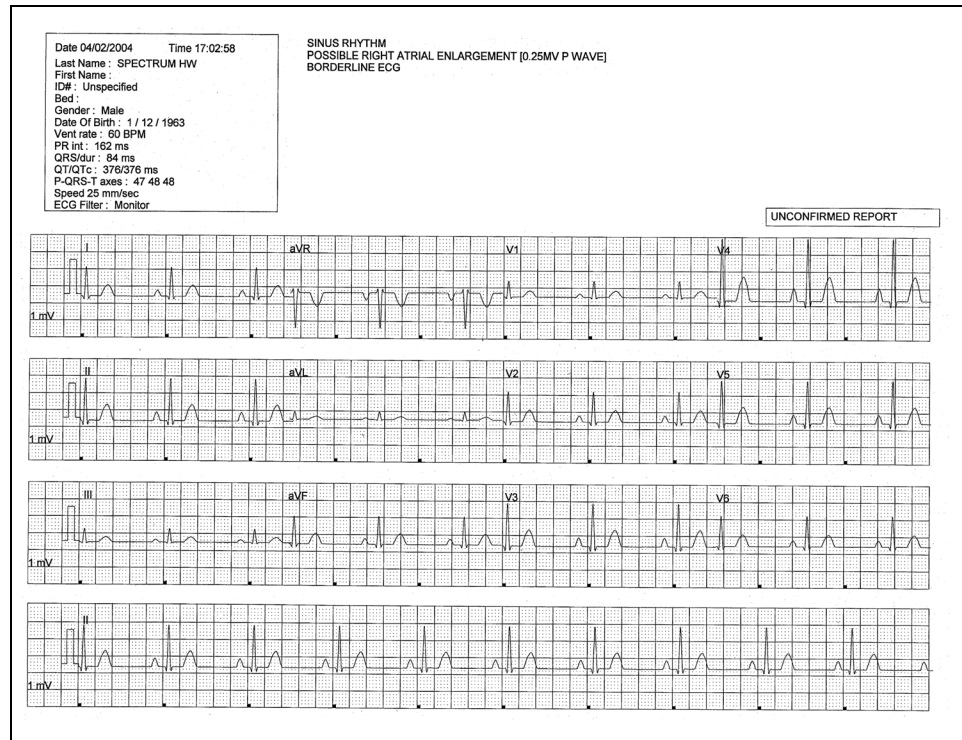 Date 04/02/2004 Time 17:02:58
Last Name : SPECTRUM HW
First Name :
ID# : Unspecified
Bed :
Gender : Male
Date Of Birth : 1 / 12 / 1963
Vent rate : 60 BPM
PR int : 162 ms
QRS/dur : 84 ms
QT/QTc : 376/376 ms
P-QRS-T axes : 47 48 48
Speed 25 mm/sec
ECG Filter : Monitor
SINUS RHYTHM
POSSIBLE RIGHT ATRIAL ENLARGEMENT [0.25MV P WAVE]
BORDERLINE ECG
UNCONFIRMED REPORT
I aVR V1 V4
1 mV
II aVL V2 V5
1 mV
III aVF V3 V6
1 mV
II
1 mV